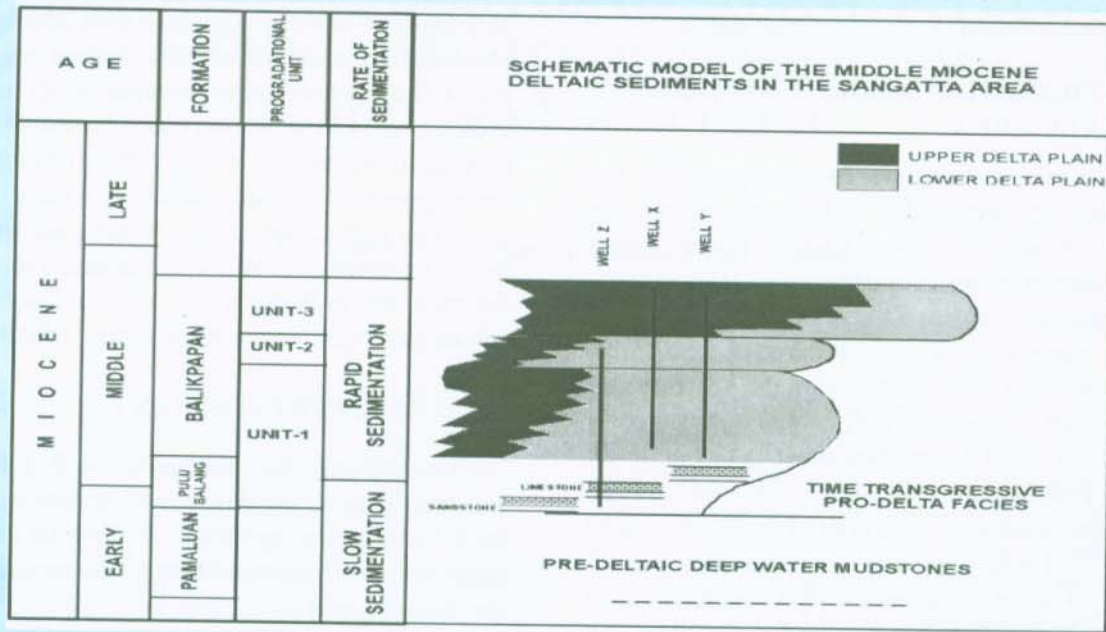 AGE
FORMATION
PROGRADATIONAL
UNIT
RATE OF
SEDIMENTATION
SCHEMATIC MODEL OF THE MIDDLE MIOCENE
DELTAIC SEDIMENTS IN THE SANGATTA AREA
MIOCENE
LATE
MIDDLE
EARLY
BALIKPAPAN
PULU
BALANG
PAMALUAN
UNIT-3
UNIT-2
UNIT-1
RAPID
SEDIMENTATION
SLOW
SEDIMENTATION
UPPER DELTA PLAIN
LOWER DELTA PLAIN
WELL Z
WELL X
WELL Y
LIMESTONE
SANDSTONE
TIME TRANSGRESSIVE
PRO-DELTA FACIES
PRE-DELTAIC DEEP WATER MUDSTONES